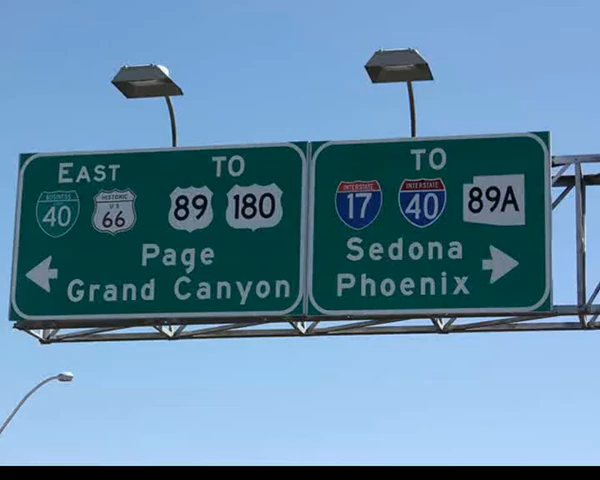 EAST TO
BUSINESS 40 HISTORIC U S 66 89 180
Page
Grand Canyon
TO
INTERSTATE 17 INTERSTATE 40 89A
Sedona
Phoenix